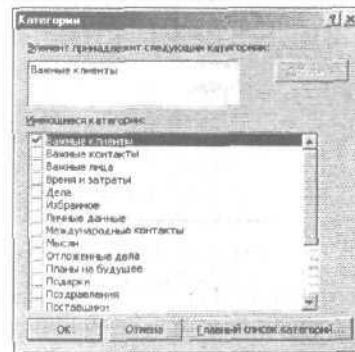 Категории
Элемент принадлежит следующим категориям:
Важные клиенты
Имеющиеся категории:
Важные клиенты
Важные контакты
Важные лица
Время и затраты
Дела
Избранное
Личные данные
Международные контакты
Мысли
Отложенные дела
Планы на будущее
Подарки
Поздравления
Поставщики
ОК
Отмена
Главный список категорий...